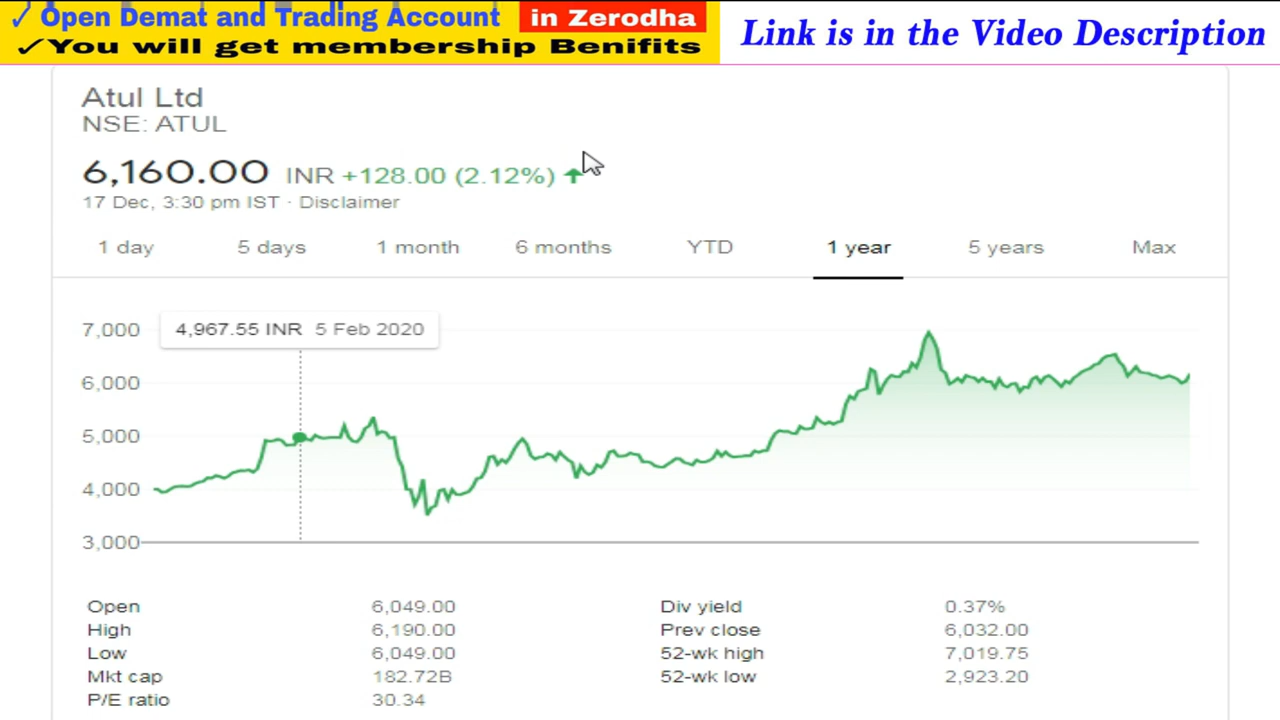 ✓ Open Demat and Trading Account in Zerodha
✓You will get membership Benifits
Link is in the Video Description
Atul Ltd
NSE: ATUL
6,160.00 INR +128.00 (2.12%) ↑
17 Dec, 3:30 pm IST · Disclaimer
1 day 5 days 1 month 6 months YTD 1 year 5 years Max
7,000
4,967.55 INR 5 Feb 2020
6,000
5,000
4,000
3,000
Open 6,049.00 Div yield 0.37%
High 6,190.00 Prev close 6,032.00
Low 6,049.00 52-wk high 7,019.75
Mkt cap 182.72B 52-wk low 2,923.20
P/E ratio 30.34